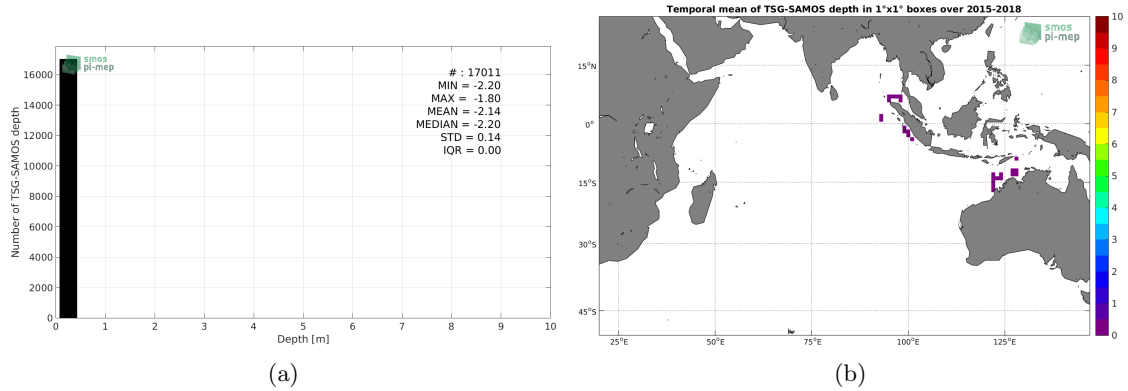 smos
pi-mep
# : 17011
MIN = -2.20
MAX = -1.80
MEAN = -2.14
MEDIAN = -2.20
STD = 0.14
IQR = 0.00
Number of TSG-SAMOS depth
16000
14000
12000
10000
8000
6000
4000
2000
0
0 1 2 3 4 5 6 7 8 9 10
Depth [m]
(a)
Temporal mean of TSG-SAMOS depth in 1°x1° boxes over 2015-2018
smos
pi-mep
15°N
0°
15°S
30°S
45°S
25°E 50°E 75°E 100°E 125°E
10
9
8
7
6
5
4
3
2
1
0
(b)